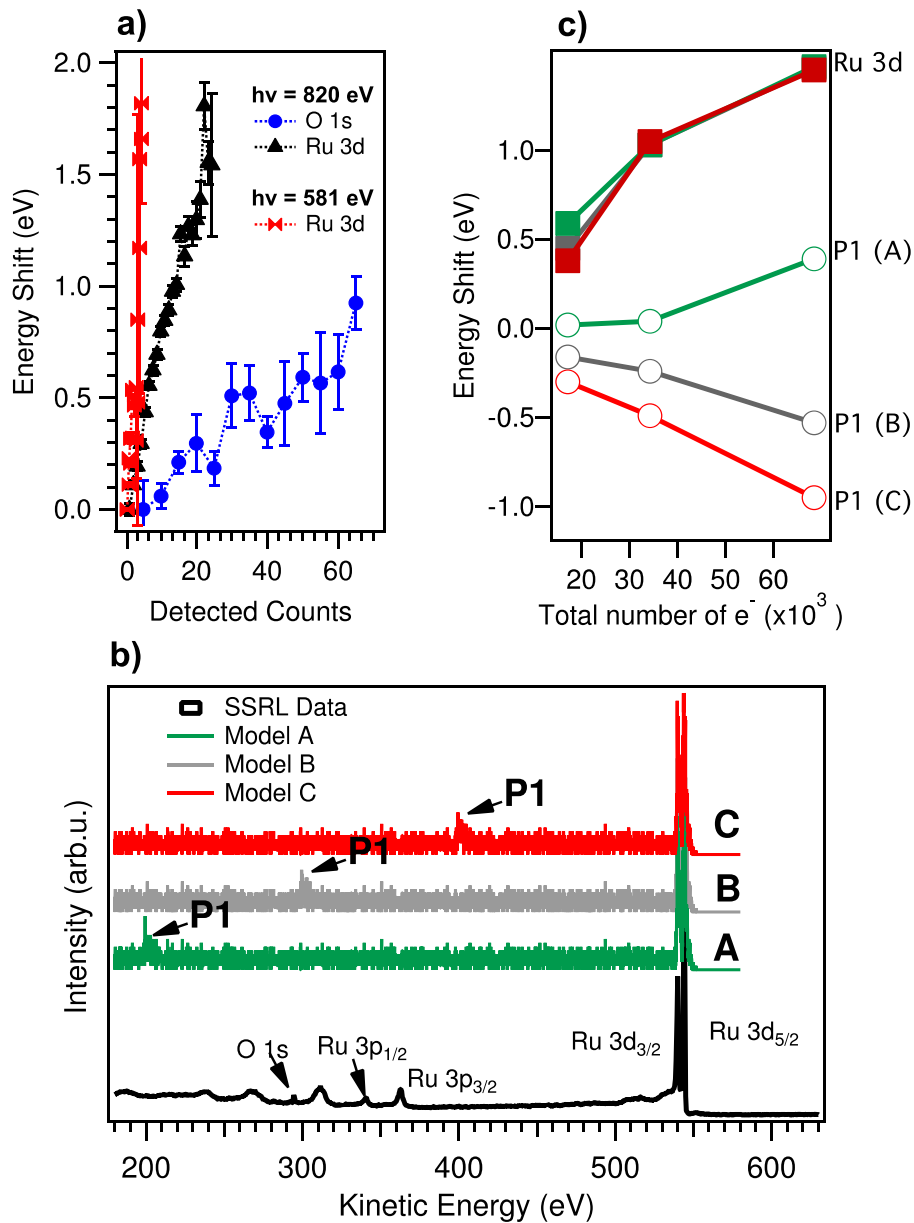 a)
2.0
1.5
1.0
0.5
0.0
Energy Shift (eV)
hv = 820 eV
O 1s
Ru 3d
hv = 581 eV
Ru 3d
0 20 40 60
Detected Counts
c)
1.0
0.5
0.0
-0.5
-1.0
Energy Shift (eV)
Ru 3d
P1 (A)
P1 (B)
P1 (C)
20 30 40 50 60
Total number of e⁻ (x10³)
b)
SSRL Data
Model A
Model B
Model C
P1
C
P1
B
P1
A
Intensity (arb.u.)
O 1s
Ru 3p1/2
Ru 3p3/2
Ru 3d3/2
Ru 3d5/2
200 300 400 500 600
Kinetic Energy (eV)